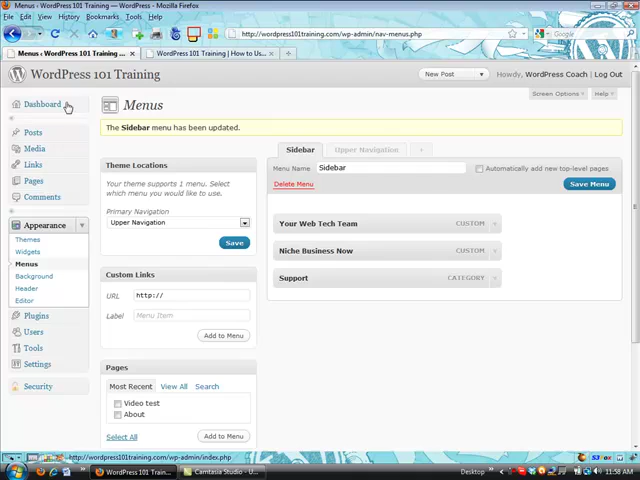 Menus ‹ WordPress 101 Training — WordPress - Mozilla Firefox
File Edit View History Bookmarks Tools Help
http://wordpress101training.com/wp-admin/nav-menus.php
Menus ‹ WordPress 101 Training ...
WordPress 101 Training | How to Us...
WordPress 101 Training
New Post
Howdy, WordPress Coach | Log Out
Screen Options
Help
Dashboard
Posts
Media
Links
Pages
Comments
Appearance
Themes
Widgets
Menus
Background
Header
Editor
Plugins
Users
Tools
Settings
Security
Menus
The Sidebar menu has been updated.
Theme Locations
Your theme supports 1 menu. Select
which menu you would like to use.
Primary Navigation
Upper Navigation
Save
Custom Links
URL http://
Label Menu Item
Add to Menu
Pages
Most Recent View All Search
Video test
About
Select All
Add to Menu
Sidebar Upper Navigation +
Menu Name Sidebar
Automatically add new top-level pages
Delete Menu
Save Menu
Your Web Tech Team CUSTOM
Niche Business Now CUSTOM
Support CATEGORY
http://wordpress101training.com/wp-admin/index.php
WordPress 101 Train...
Camtasia Studio - U...
Desktop
11:58 AM